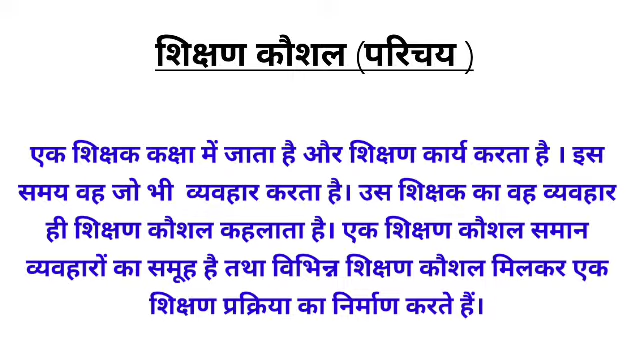 शिक्षण कौशल (परिचय )
एक शिक्षक कक्षा में जाता है और शिक्षण कार्य करता है । इस
समय वह जो भी व्यवहार करता है। उस शिक्षक का वह व्यवहार
ही शिक्षण कौशल कहलाता है। एक शिक्षण कौशल समान
व्यवहारों का समूह है तथा विभिन्न शिक्षण कौशल मिलकर एक
शिक्षण प्रक्रिया का निर्माण करते हैं।